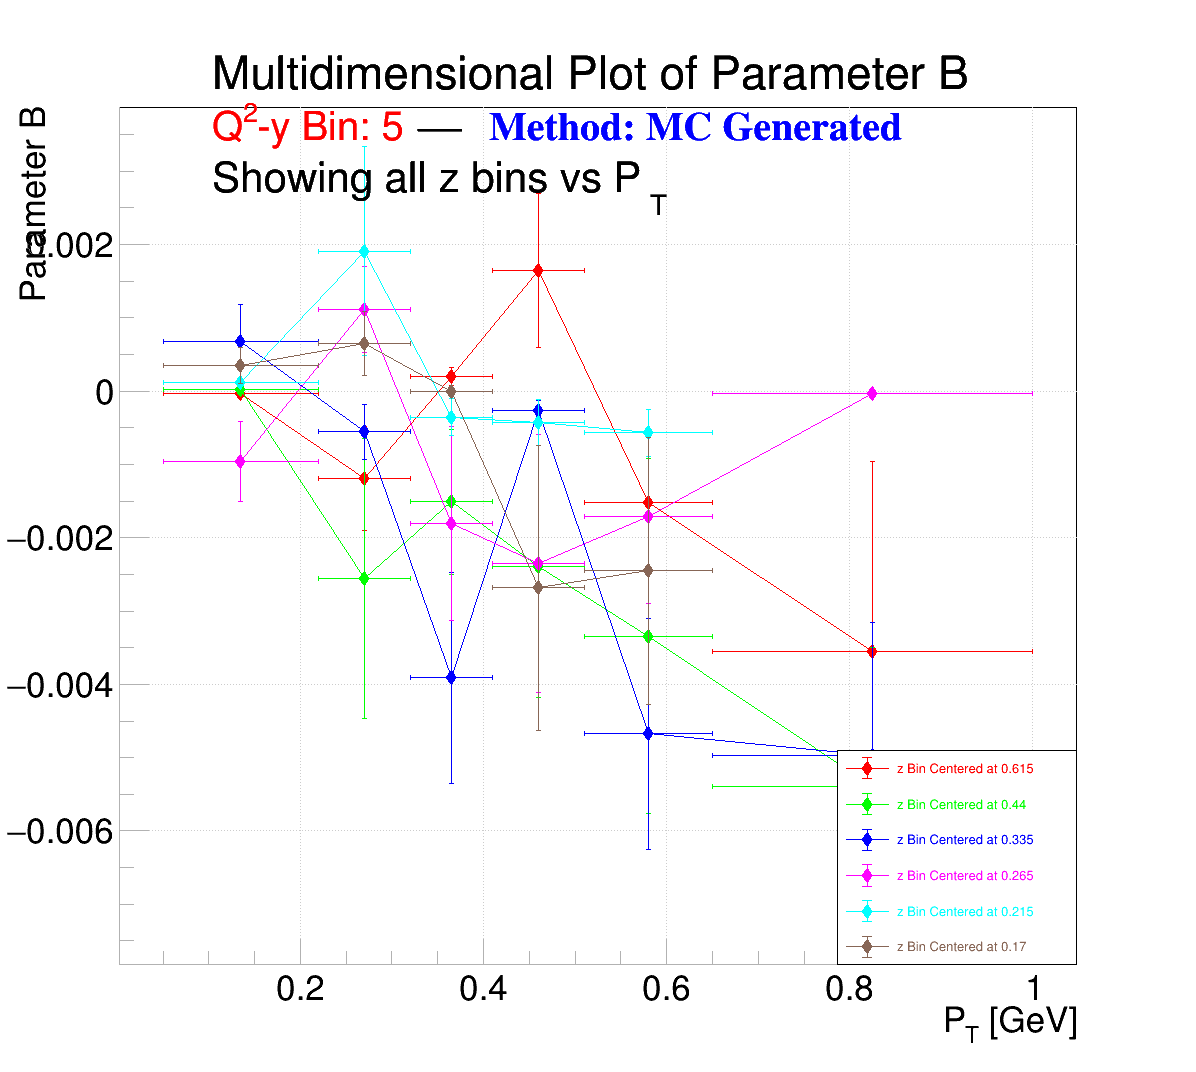 Multidimensional Plot of Parameter B
Q²-y Bin: 5 — Method: MC Generated
Showing all z bins vs P_T
Parameter B
0.002
0
−0.002
−0.004
−0.006
z Bin Centered at 0.615
z Bin Centered at 0.44
z Bin Centered at 0.335
z Bin Centered at 0.265
z Bin Centered at 0.215
z Bin Centered at 0.17
0.2 0.4 0.6 0.8 1
P_T [GeV]